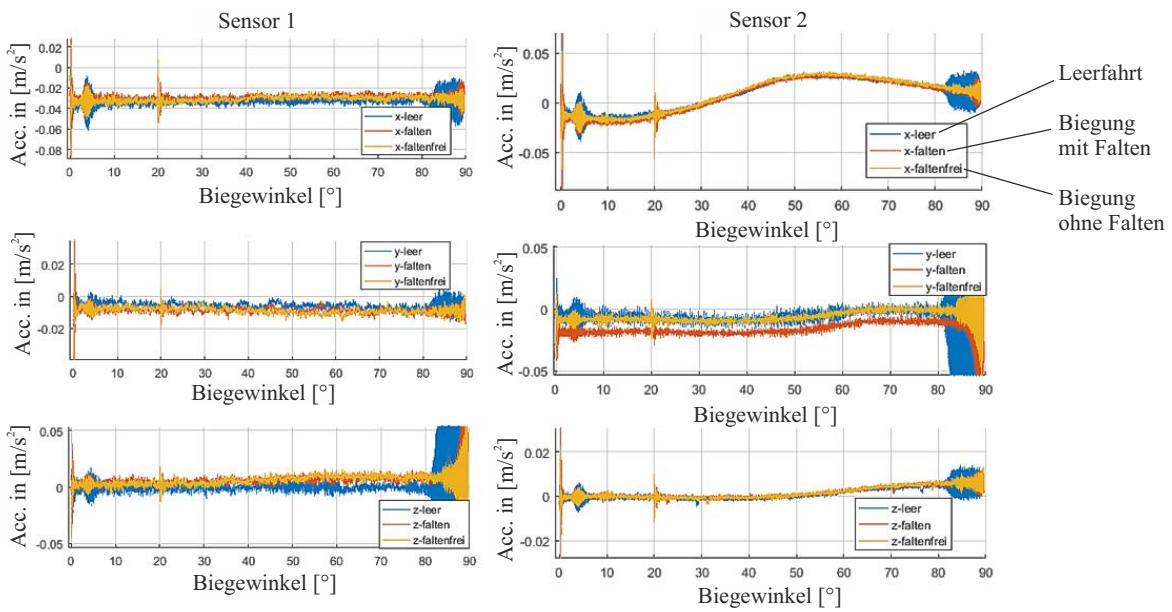 Sensor 1
Sensor 2
Acc. in [m/s²]
0.02
0
-0.02
-0.04
-0.06
-0.08
x-leer
x-falten
x-faltenfrei
0 10 20 30 40 50 60 70 80 90
Biegewinkel [°]
Acc. in [m/s²]
0.05
0
-0.05
x-leer
x-falten
x-faltenfrei
0 10 20 30 40 50 60 70 80 90
Biegewinkel [°]
Leerfahrt
Biegung
mit Falten
Biegung
ohne Falten
Acc. in [m/s²]
0.02
0
-0.02
y-leer
y-falten
y-faltenfrei
0 10 20 30 40 50 60 70 80 90
Biegewinkel [°]
Acc. in [m/s²]
0.05
0
-0.05
y-leer
y-falten
y-faltenfrei
0 10 20 30 40 50 60 70 80 90
Biegewinkel [°]
Acc. in [m/s²]
0.05
0
-0.05
z-leer
z-falten
z-faltenfrei
0 10 20 30 40 50 60 70 80 90
Biegewinkel [°]
Acc. in [m/s²]
0.02
0
-0.02
z-leer
z-falten
z-faltenfrei
0 10 20 30 40 50 60 70 80 90
Biegewinkel [°]